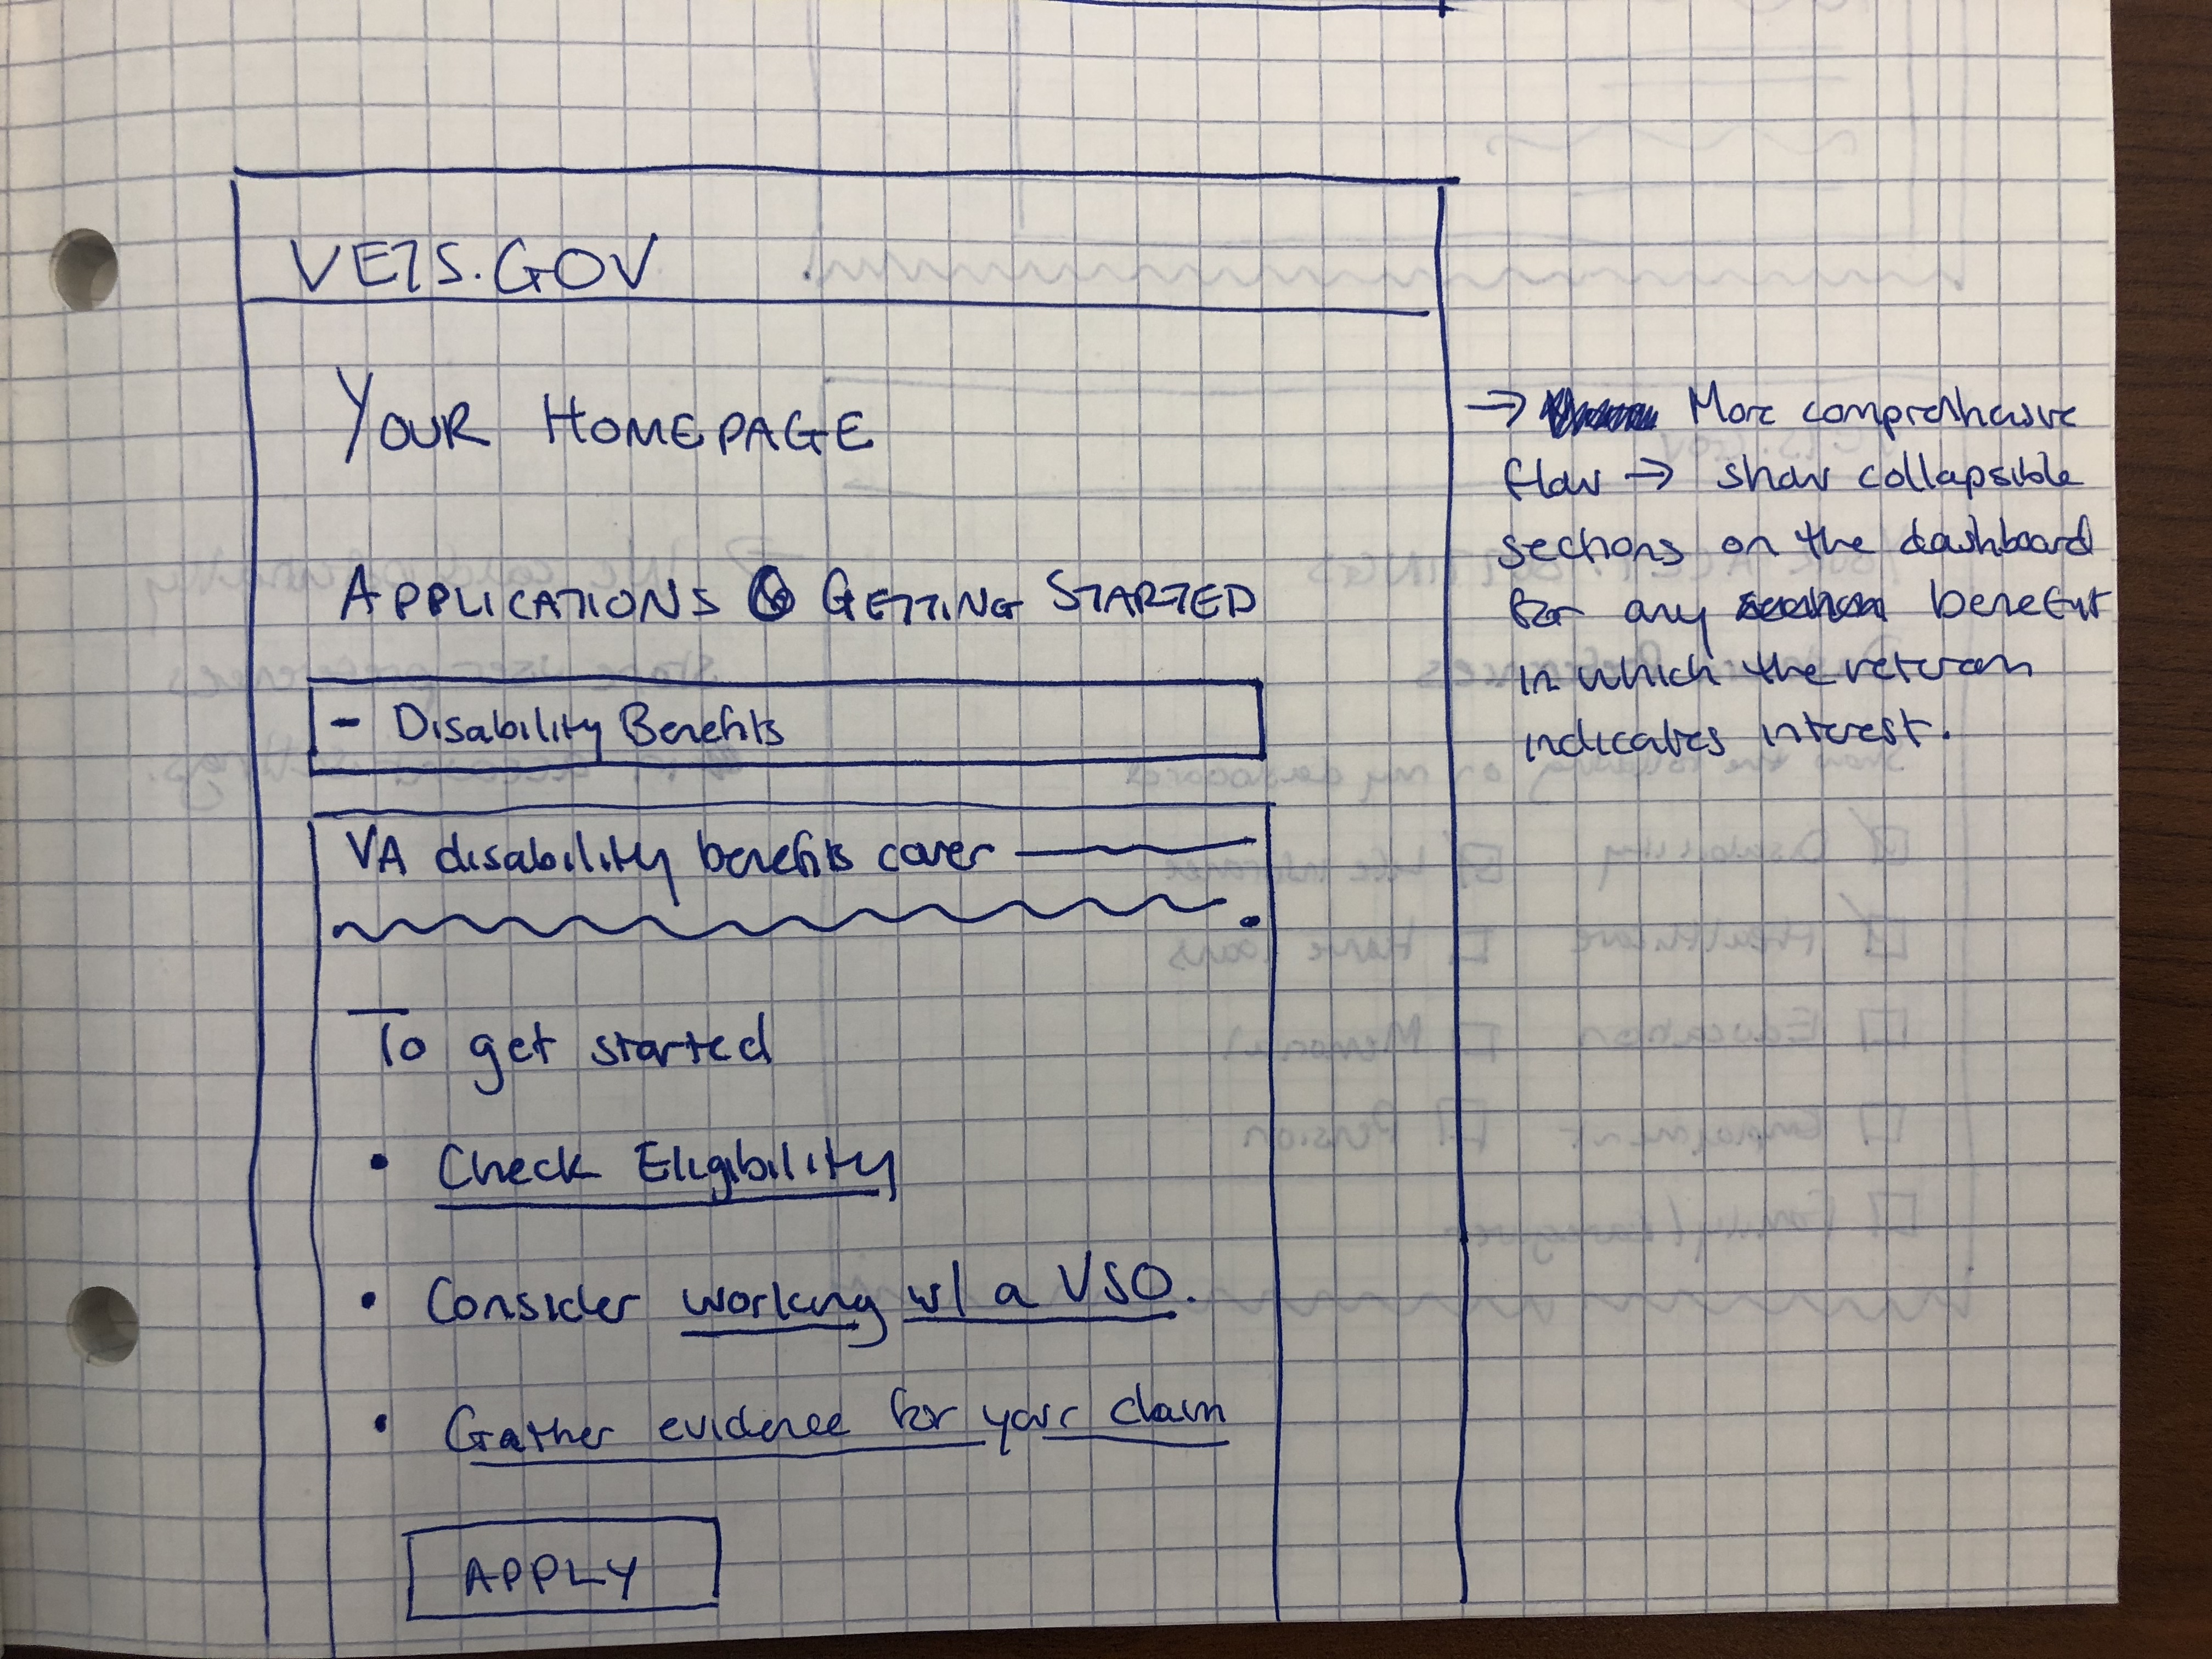 VETS.GOV
YOUR HOMEPAGE
APPLICATIONS & GETTING STARTED
- Disability Benefits
VA disability benefits cover
To get started
• Check Eligibility
• Consider working w/ a VSO.
• Gather evidence for your claim
APPLY
→ More comprehensive
flow → show collapsible
sections on the dashboard
for any benefit
in which the veteran
indicates interest.